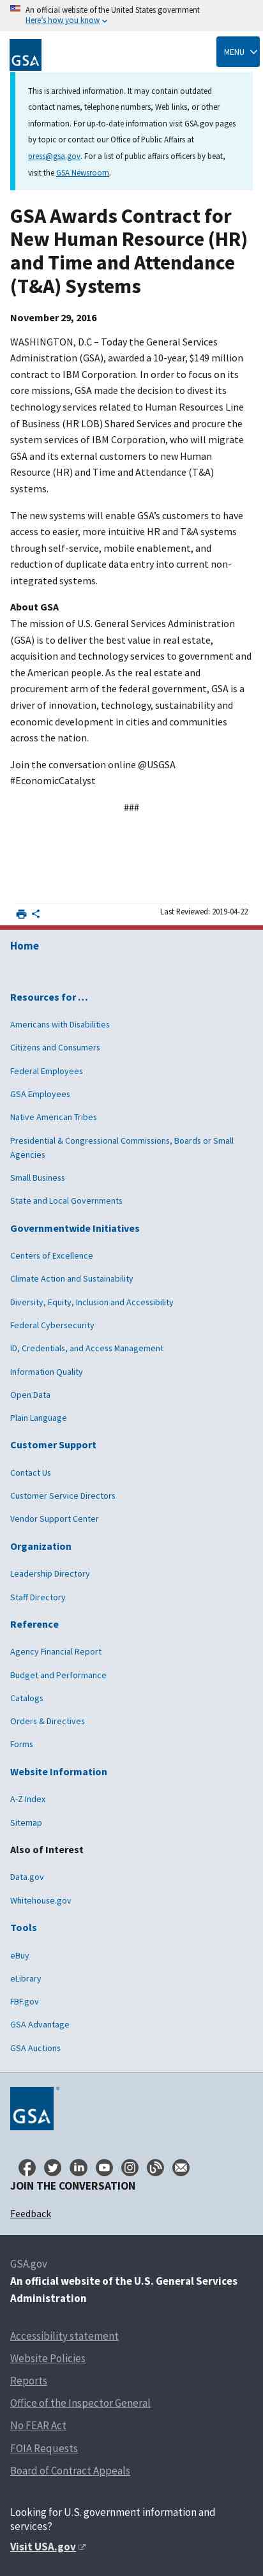 An official website of the United States government
Here's how you know
GSA
MENU
This is archived information. It may contain outdated
contact names, telephone numbers, Web links, or other
information. For up-to-date information visit GSA.gov pages
by topic or contact our Office of Public Affairs at
press@gsa.gov. For a list of public affairs officers by beat,
visit the GSA Newsroom.
GSA Awards Contract for
New Human Resource (HR)
and Time and Attendance
(T&A) Systems
November 29, 2016
WASHINGTON, D.C – Today the General Services
Administration (GSA), awarded a 10-year, $149 million
contract to IBM Corporation. In order to focus on its
core missions, GSA made the decision to divest its
technology services related to Human Resources Line
of Business (HR LOB) Shared Services and procure the
system services of IBM Corporation, who will migrate
GSA and its external customers to new Human
Resource (HR) and Time and Attendance (T&A)
systems.
The new systems will enable GSA’s customers to have
access to easier, more intuitive HR and T&A systems
through self-service, mobile enablement, and
reduction of duplicate data entry into current non-
integrated systems.
About GSA
The mission of U.S. General Services Administration
(GSA) is to deliver the best value in real estate,
acquisition and technology services to government and
the American people. As the real estate and
procurement arm of the federal government, GSA is a
driver of innovation, technology, sustainability and
economic development in cities and communities
across the nation.
Join the conversation online @USGSA
#EconomicCatalyst
###
Last Reviewed: 2019-04-22
Home
Resources for …
Americans with Disabilities
Citizens and Consumers
Federal Employees
GSA Employees
Native American Tribes
Presidential & Congressional Commissions, Boards or Small
Agencies
Small Business
State and Local Governments
Governmentwide Initiatives
Centers of Excellence
Climate Action and Sustainability
Diversity, Equity, Inclusion and Accessibility
Federal Cybersecurity
ID, Credentials, and Access Management
Information Quality
Open Data
Plain Language
Customer Support
Contact Us
Customer Service Directors
Vendor Support Center
Organization
Leadership Directory
Staff Directory
Reference
Agency Financial Report
Budget and Performance
Catalogs
Orders & Directives
Forms
Website Information
A-Z Index
Sitemap
Also of Interest
Data.gov
Whitehouse.gov
Tools
eBuy
eLibrary
FBF.gov
GSA Advantage
GSA Auctions
GSA®
JOIN THE CONVERSATION
Feedback
GSA.gov
An official website of the U.S. General Services
Administration
Accessibility statement
Website Policies
Reports
Office of the Inspector General
No FEAR Act
FOIA Requests
Board of Contract Appeals
Looking for U.S. government information and
services?
Visit USA.gov